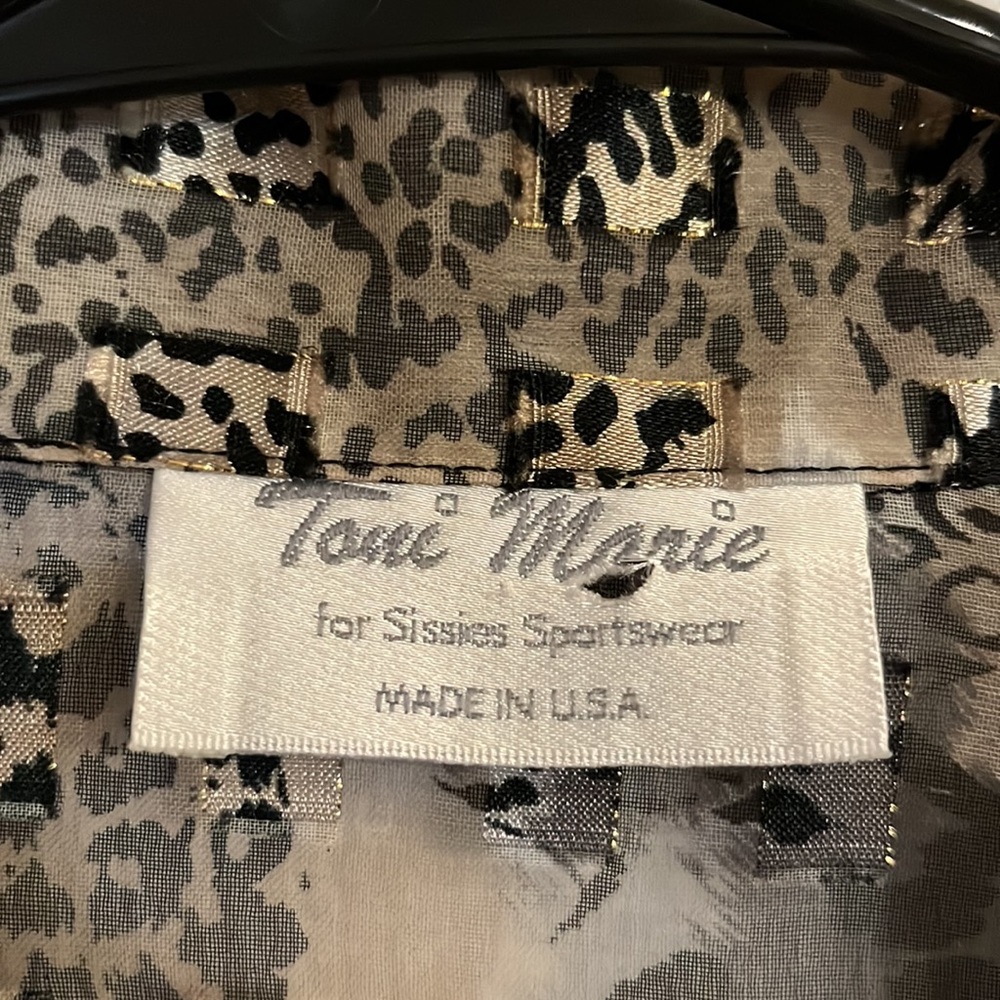 Toni Marie
for Sissies Sportswear
MADE IN U.S.A.